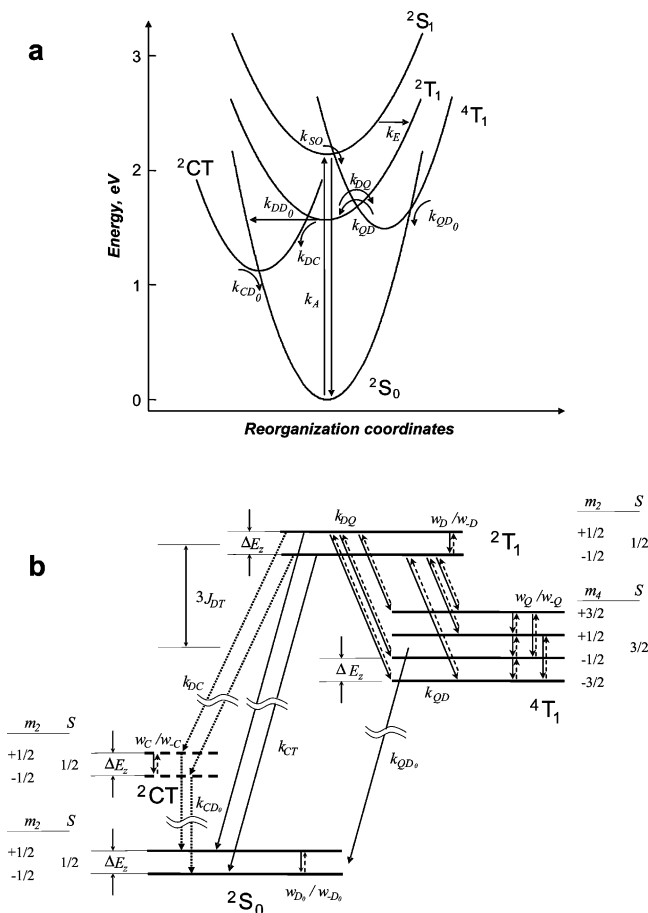 a
²S₁
3
²T₁
⁴T₁
k_SO
k_E
²CT
2
k_DQ
k_DD₀
k_QD
k_QD₀
k_DC
1
k_CD₀
k_A
²S₀
0
Energy, eV
Reorganization coordinates
b
k_DQ
w_D /w_-D
m₂ S
ΔE_z
²T₁
+1/2
-1/2
1/2
3J_DT
w_Q /w_-Q
m₄ S
+3/2
+1/2
3/2
-1/2
ΔE_z
-3/2
k_QD
⁴T₁
k_DC
k_CT
k_QD₀
m₂ S
w_C /w_-C
+1/2
1/2
ΔE_z
-1/2
²CT
k_CD₀
m₂ S
+1/2
1/2
ΔE_z
-1/2
²S₀
w_D₀ / w_-D₀